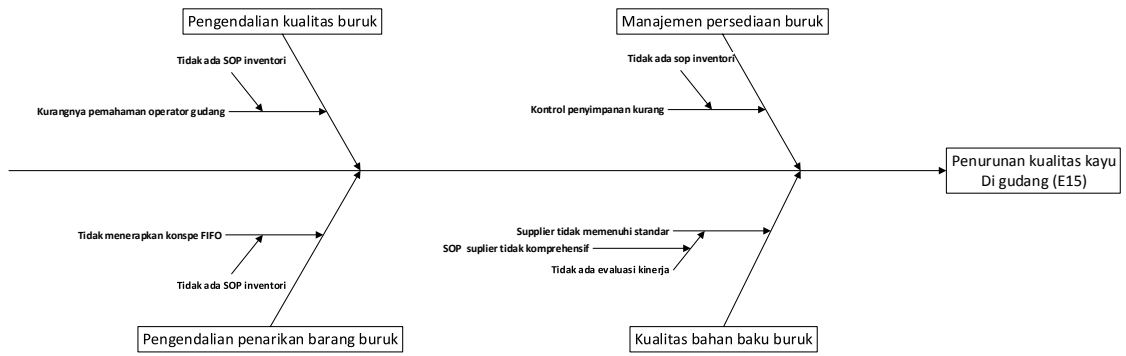 Pengendalian kualitas buruk
Manajemen persediaan buruk
Tidak ada SOP inventori
Tidak ada sop inventori
Kurangnya pemahaman operator gudang
Kontrol penyimpanan kurang
Penurunan kualitas kayu
Di gudang (E15)
Tidak menerapkan konspe FIFO
Supplier tidak memenuhi standar
SOP suplier tidak komprehensif
Tidak ada evaluasi kinerja
Tidak ada SOP inventori
Pengendalian penarikan barang buruk
Kualitas bahan baku buruk